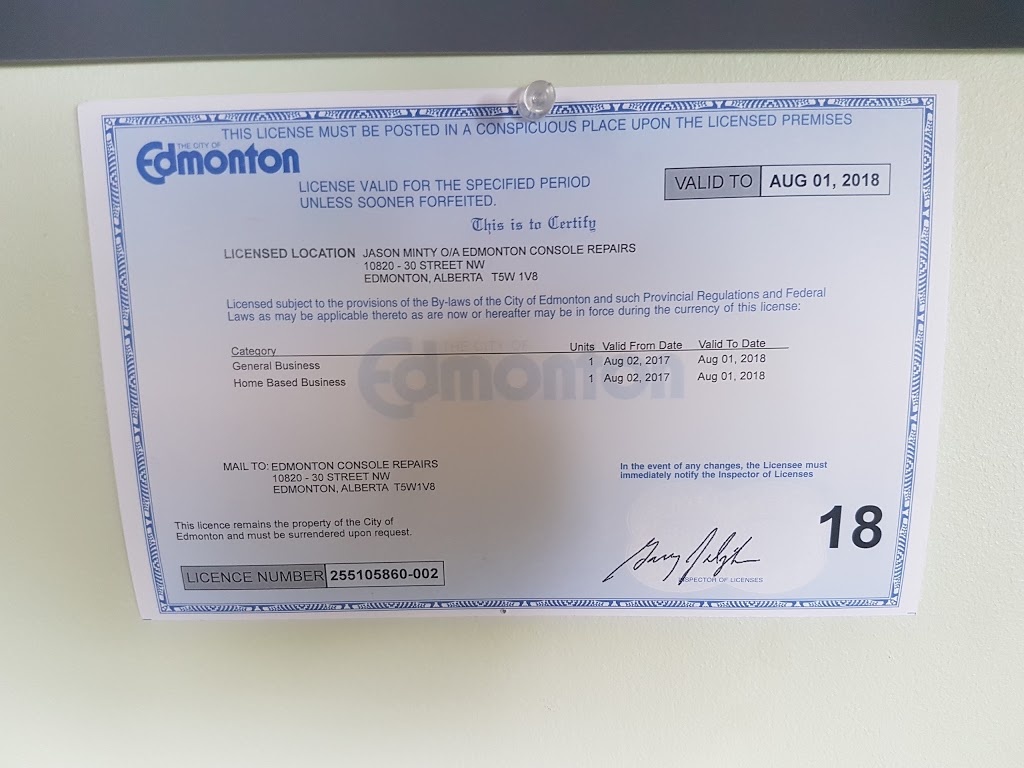 THIS LICENSE MUST BE POSTED IN A CONSPICUOUS PLACE UPON THE LICENSED PREMISES
THE CITY OF
Edmonton
LICENSE VALID FOR THE SPECIFIED PERIOD
UNLESS SOONER FORFEITED.
VALID TO AUG 01, 2018
This is to Certify
LICENSED LOCATION JASON MINTY O/A EDMONTON CONSOLE REPAIRS
10820 - 30 STREET NW
EDMONTON, ALBERTA T5W 1V8
Licensed subject to the provisions of the By-laws of the City of Edmonton and such Provincial Regulations and Federal
Laws as may be applicable thereto as are now or hereafter may be in force during the currency of this license:
THE CITY OF
Edmonton
Category Units Valid From Date Valid To Date
General Business 1 Aug 02, 2017 Aug 01, 2018
Home Based Business 1 Aug 02, 2017 Aug 01, 2018
MAIL TO: EDMONTON CONSOLE REPAIRS
10820 - 30 STREET NW
EDMONTON, ALBERTA T5W1V8
In the event of any changes, the Licensee must
immediately notify the Inspector of Licenses
This licence remains the property of the City of
Edmonton and must be surrendered upon request.
18
INSPECTOR OF LICENSES
LICENCE NUMBER 255105860-002